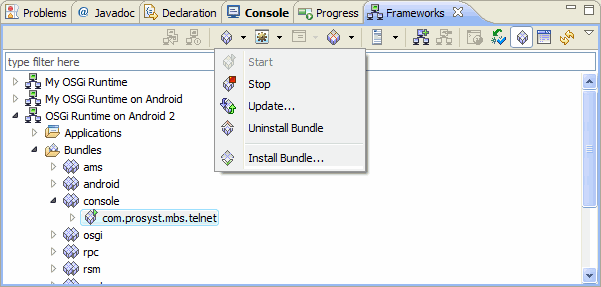 Problems @ Javadoc Declaration Console Progress Frameworks
type filter here
Start
Stop
Update...
Uninstall Bundle
Install Bundle...
My OSGi Runtime
My OSGi Runtime on Android
OSGi Runtime on Android 2
Applications
Bundles
ams
android
console
com.prosyst.mbs.telnet
osgi
rpc
rsm